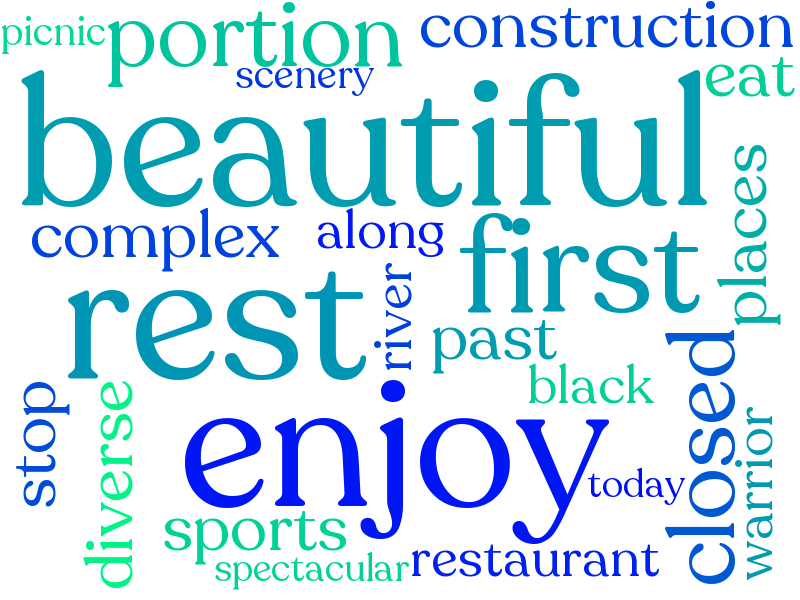 picnic
portion
construction
scenery
eat
beautiful
places
complex
along
first
rest
river
past
closed
black
stop
diverse
enjoy
warrior
today
sports
restaurant
spectacular